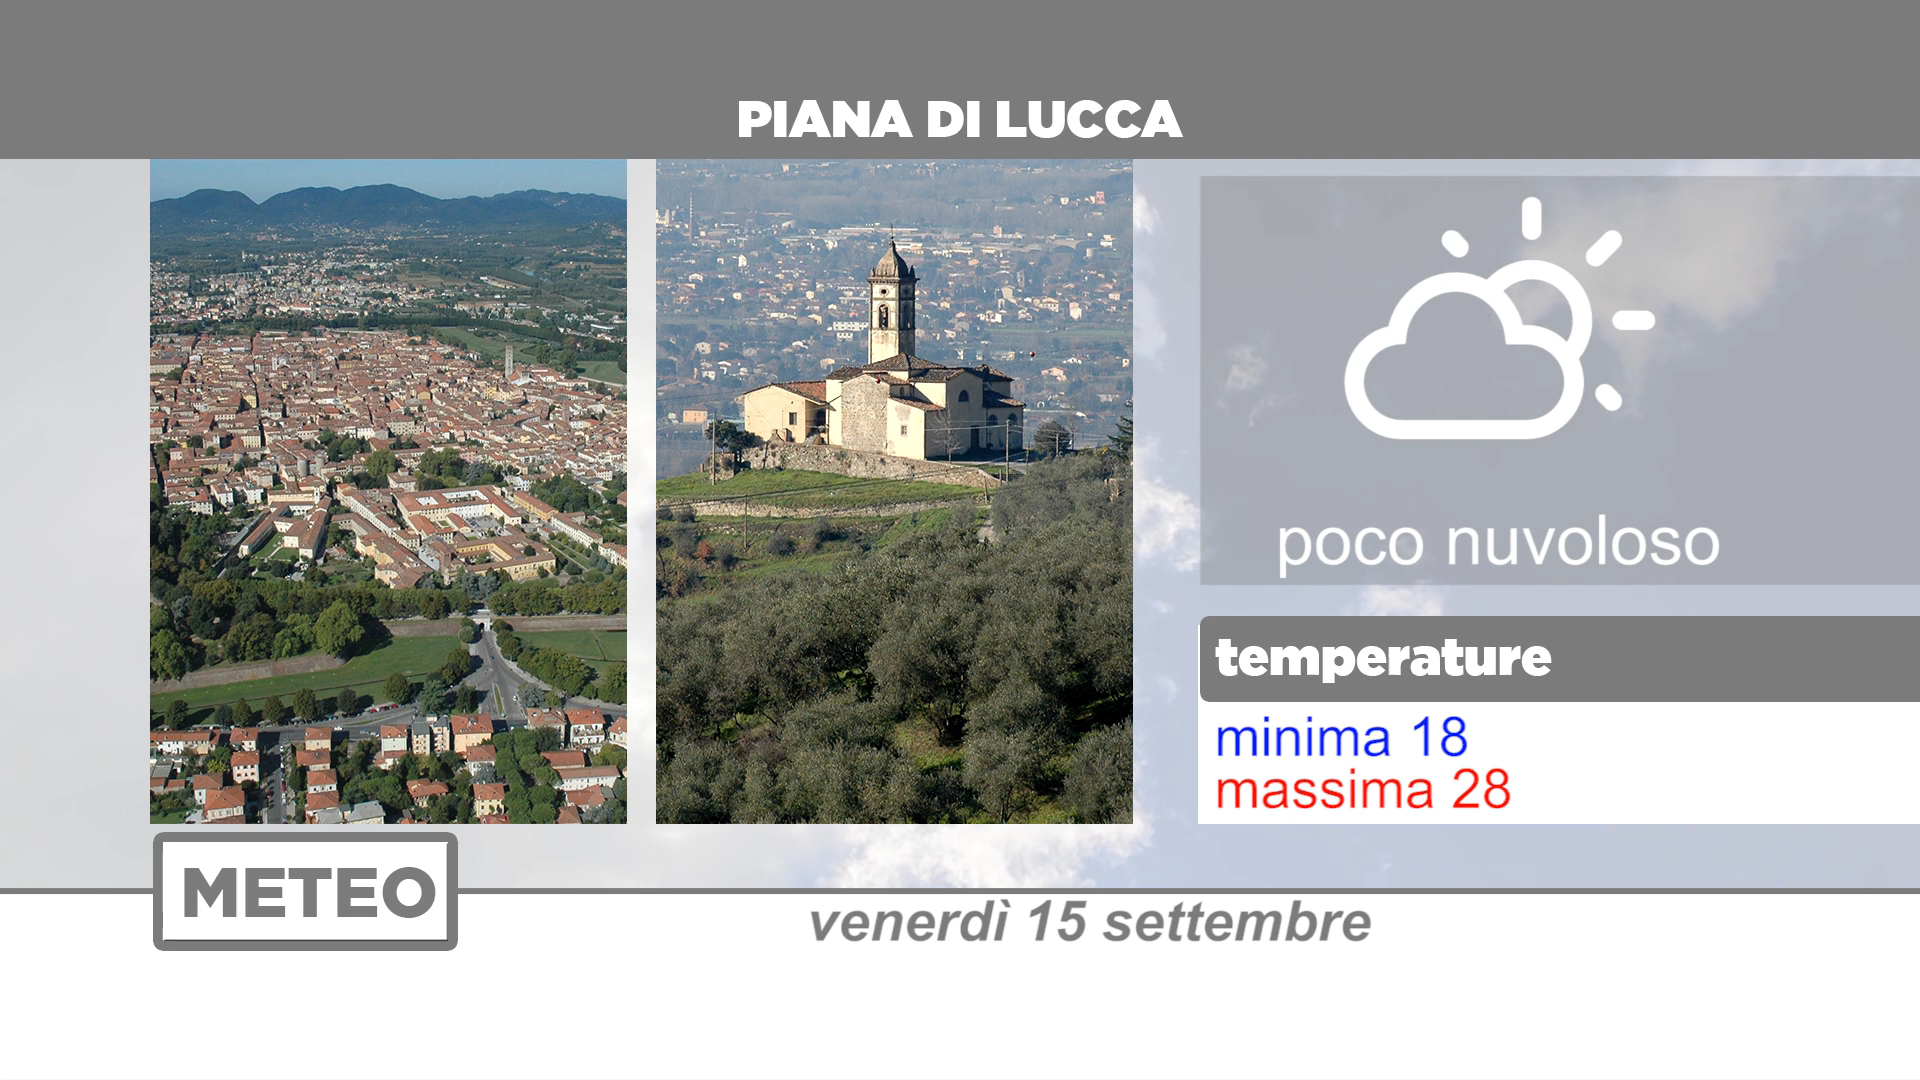 PIANA DI LUCCA
poco nuvoloso
temperature
minima 18
massima 28
METEO
venerdì 15 settembre